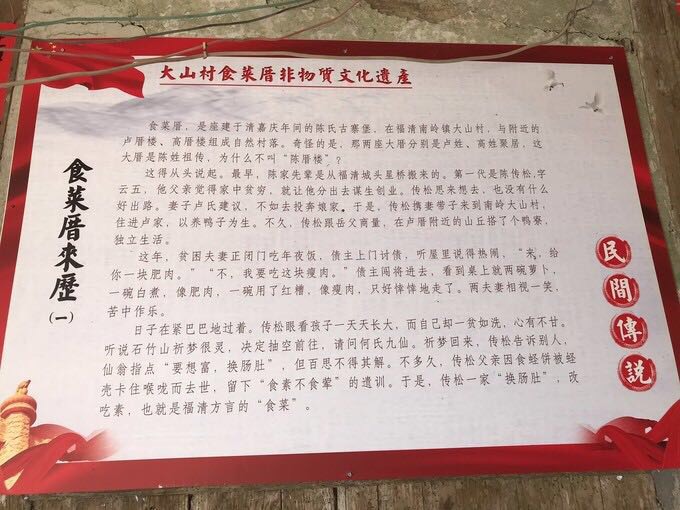 大山村食菜厝非物質文化遺產
食菜厝來歷
(一)
食菜厝，是座建于清嘉庆年间的陈氏古寨堡，在福清南岭镇大山村，与附近的
卢厝楼、高厝楼组成自然村落。奇怪的是，那两座大厝分别是卢姓、高姓聚居，这
大厝是陈姓祖传，为什么不叫“陈厝楼”？
这得从头说起。最早，陈家先辈是从福清城头星桥搬来的。第一代是陈传松，字
云五，他父亲觉得家中贫穷，就让他分出去谋生创业。传松思来想去，也没有什么
好出路。妻子卢氏建议，不如去投奔娘家。于是，传松携妻带子来到南岭大山村，
住进卢家，以养鸭子为生。不久，传松跟岳父商量，在卢厝附近的山丘搭了个鸭寮，
独立生活。
这年，贫困夫妻正闭门吃年夜饭，债主上门讨债，听屋里说得热闹，“来，给
你一块肥肉。”“不，我要吃这块瘦肉。”债主闯将进去，看到桌上就两碗萝卜，
一碗白煮，像肥肉，一碗用了红糟，像瘦肉，只好悻悻地走了。两夫妻相视一笑，
苦中作乐。
日子在紧巴巴地过着。传松眼看孩子一天天长大，而自己却一贫如洗，心有不甘。
听说石竹山祈梦很灵，决定抽空前往，请问何氏九仙。祈梦回来，传松告诉别人，
仙翁指点“要想富，换肠肚”，但百思不得其解。不多久，传松父亲因食蛏饼被蛏
壳卡住喉咙而去世，留下“食素不食荤”的遗训。于是，传松一家“换肠肚”，改
吃素，也就是福清方言的“食菜”。
民間傳說